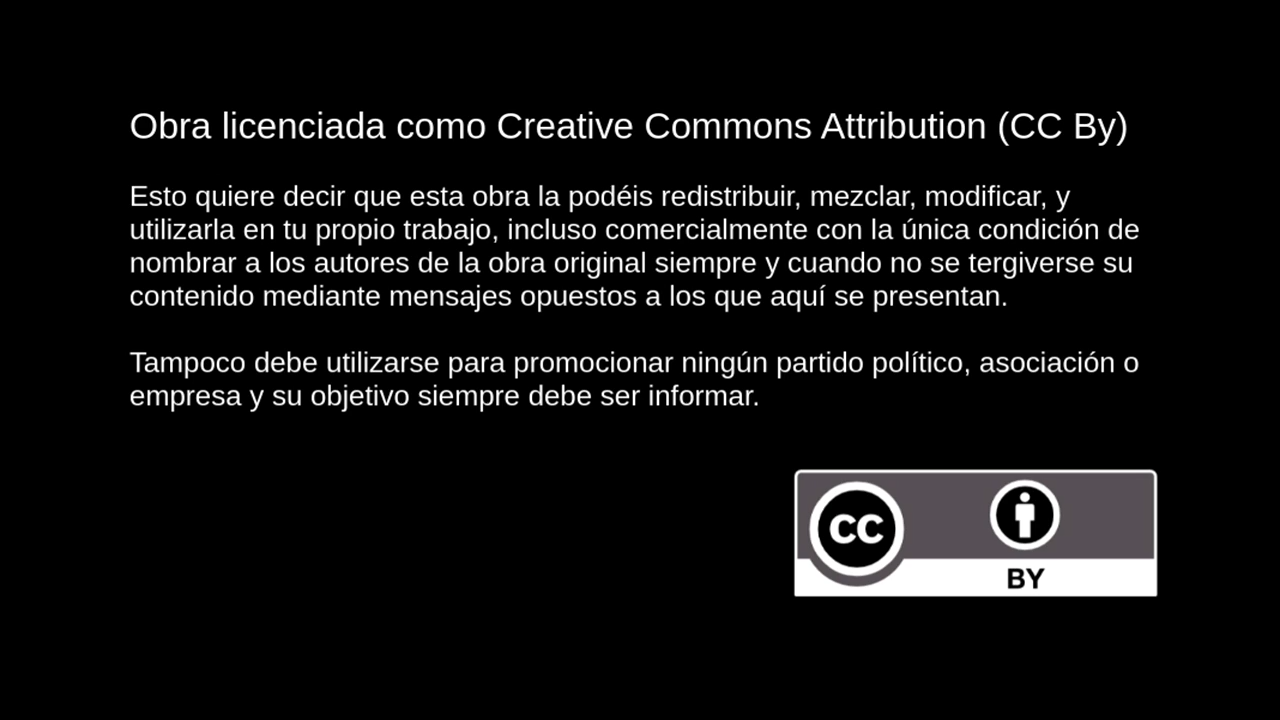 Obra licenciada como Creative Commons Attribution (CC By)
Esto quiere decir que esta obra la podéis redistribuir, mezclar, modificar, y
utilizarla en tu propio trabajo, incluso comercialmente con la única condición de
nombrar a los autores de la obra original siempre y cuando no se tergiverse su
contenido mediante mensajes opuestos a los que aquí se presentan.
Tampoco debe utilizarse para promocionar ningún partido político, asociación o
empresa y su objetivo siempre debe ser informar.
CC
BY